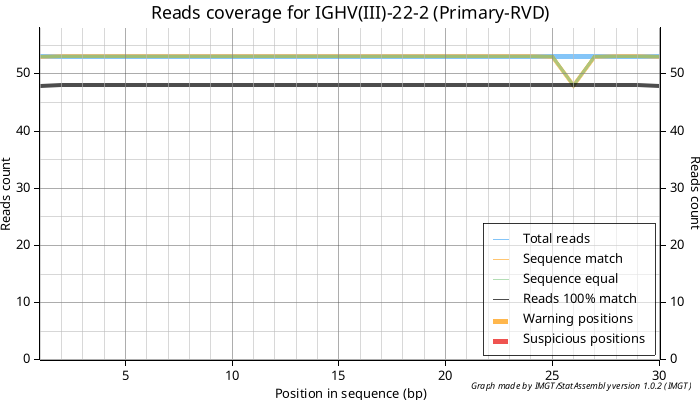 Reads coverage for IGHV(III)-22-2 (Primary-RVD)
50 50
40 40
30 30
20 20
10 10
0 0
Reads count
Reads count
Total reads
Sequence match
Sequence equal
Reads 100% match
Warning positions
Suspicious positions
5 10 15 20 25 30
Position in sequence (bp)
Graph made by IMGT/StatAssembly version 1.0.2 (IMGT)